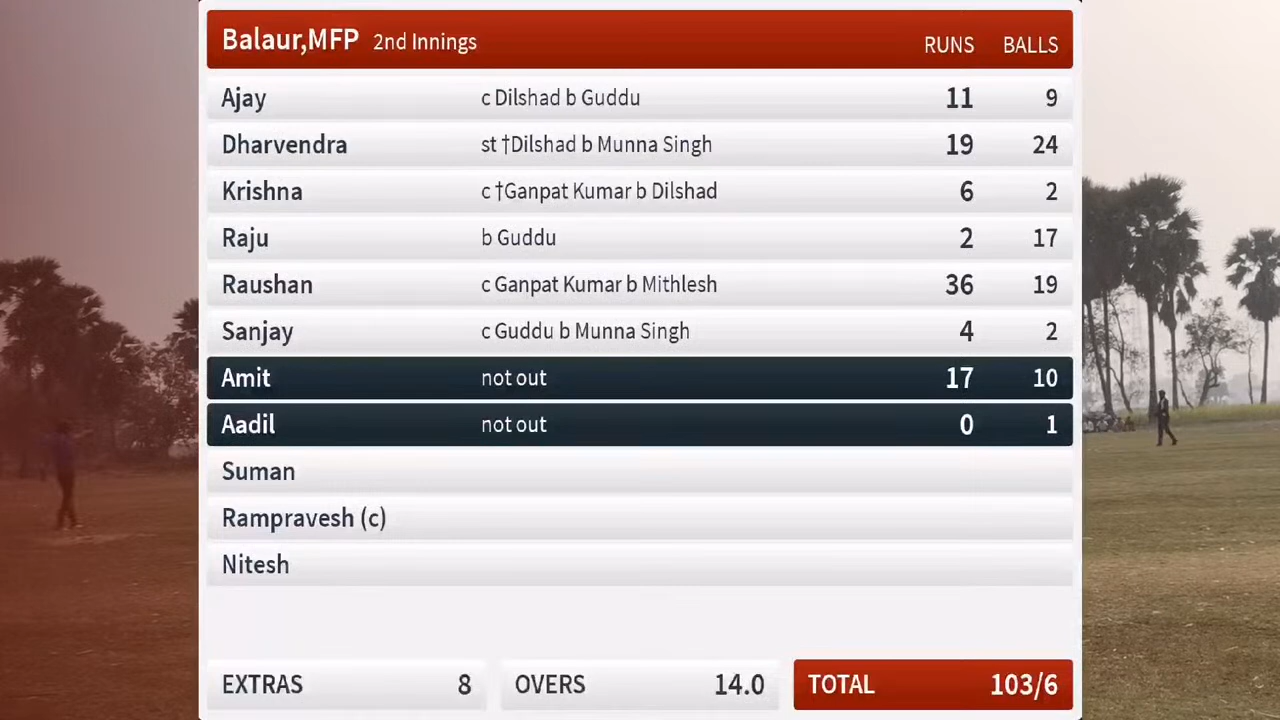 Balaur,MFP 2nd Innings RUNS BALLS
Ajay c Dilshad b Guddu 11 9
Dharvendra st †Dilshad b Munna Singh 19 24
Krishna c †Ganpat Kumar b Dilshad 6 2
Raju b Guddu 2 17
Raushan c Ganpat Kumar b Mithlesh 36 19
Sanjay c Guddu b Munna Singh 4 2
Amit not out 17 10
Aadil not out 0 1
Suman
Rampravesh (c)
Nitesh
EXTRAS 8 OVERS 14.0 TOTAL 103/6